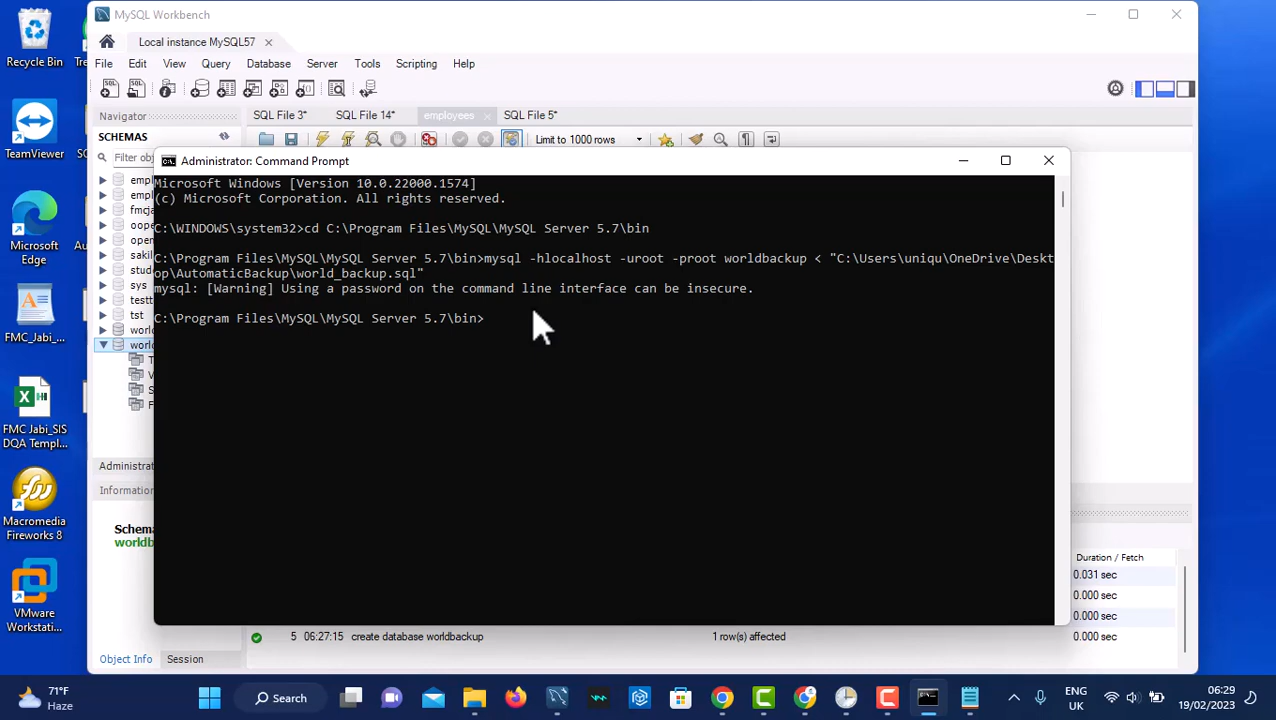 MySQL Workbench
Local instance MySQL57
File Edit View Query Database Server Tools Scripting Help
Navigator
SQL File 3* SQL File 14* employees SQL File 5*
SCHEMAS
Limit to 1000 rows
Filter obj
Administrator: Command Prompt
Microsoft Windows [Version 10.0.22000.1574]
(c) Microsoft Corporation. All rights reserved.
C:\WINDOWS\system32>cd C:\Program Files\MySQL\MySQL Server 5.7\bin
C:\Program Files\MySQL\MySQL Server 5.7\bin>mysql -hlocalhost -uroot -proot worldbackup < "C:\Users\uniqu\OneDrive\Deskt
op\AutomaticBackup\world_backup.sql"
mysql: [Warning] Using a password on the command line interface can be insecure.
C:\Program Files\MySQL\MySQL Server 5.7\bin>
empl
empl
fmcja
oope
open
sakil
sys
testt
tst
worl
worl
T
V
S
F
Administrat
Information
Schema
worldb
Duration / Fetch
0.031 sec
0.000 sec
0.000 sec
5 06:27:15 create database worldbackup 1 row(s) affected 0.000 sec
Object Info Session
Recycle Bin
TeamViewer
Microsoft
Edge
FMC_Jabi_...
FMC Jabi_SIS
DQA Templ...
Macromedia
Fireworks 8
VMware
Workstati...
71°F
Haze
Search
ENG
UK
06:29
19/02/2023